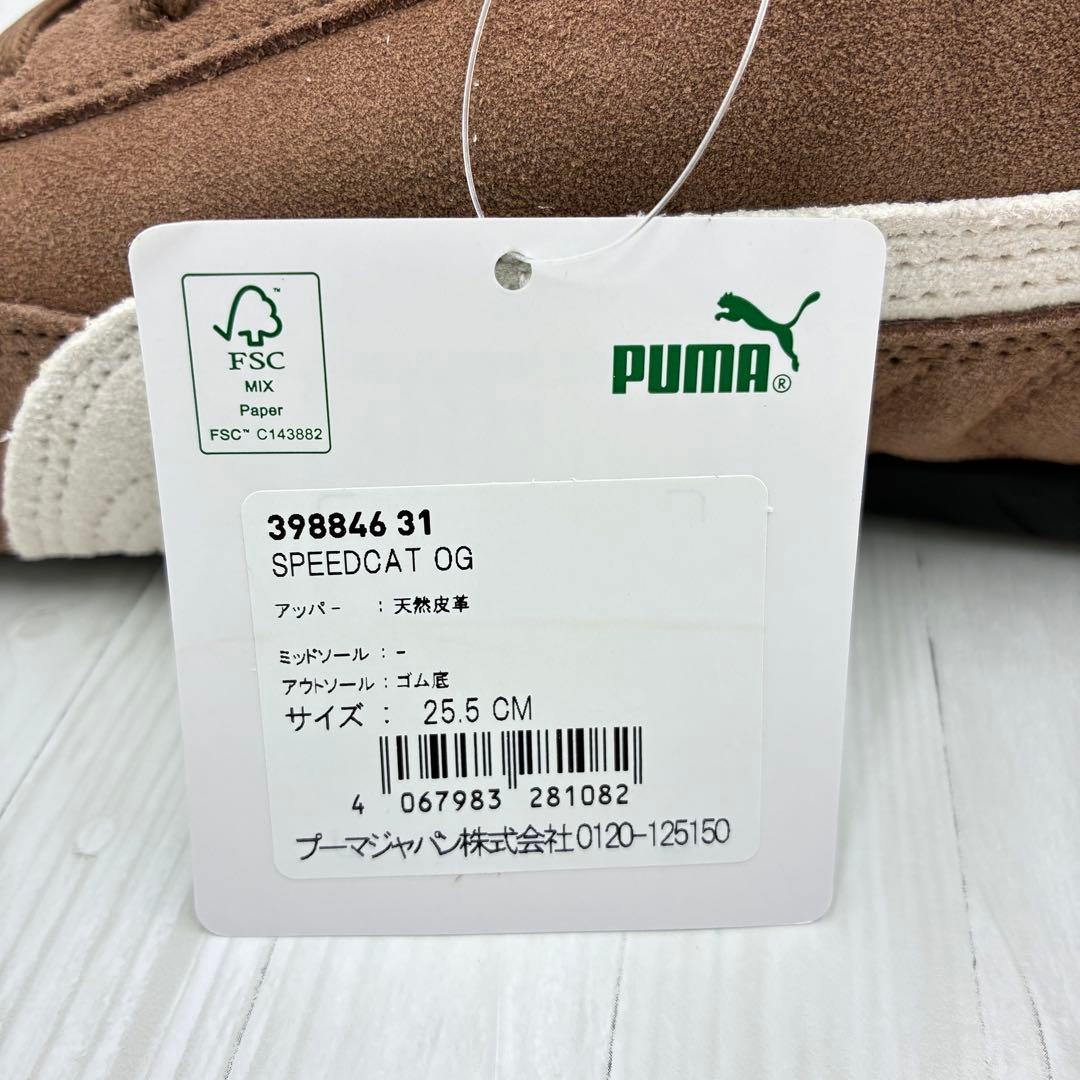 FSC
MIX
Paper
FSC™ C143882
PUMA®
398846 31
SPEEDCAT OG
アッパー : 天然皮革
ミッドソール : -
アウトソール : ゴム底
サイズ : 25.5 CM
4 067983 281082
プーマジャパン株式会社0120-125150